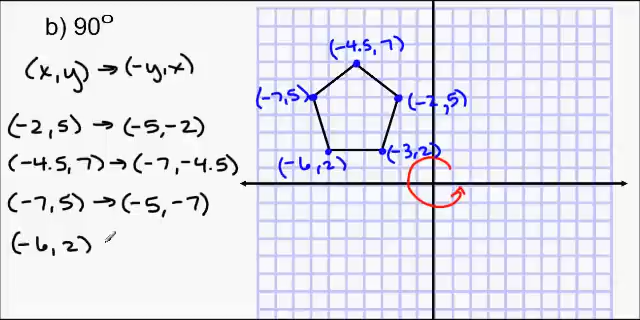 b) 90°
(x,y) → (-y,x)
(-2,5) → (-5,-2)
(-4.5,7) → (-7,-4.5)
(-7,5) → (-5,-7)
(-6,2)
(-4.5,7)
(-7,5)
(-2,5)
(-6,2)
(-3,2)